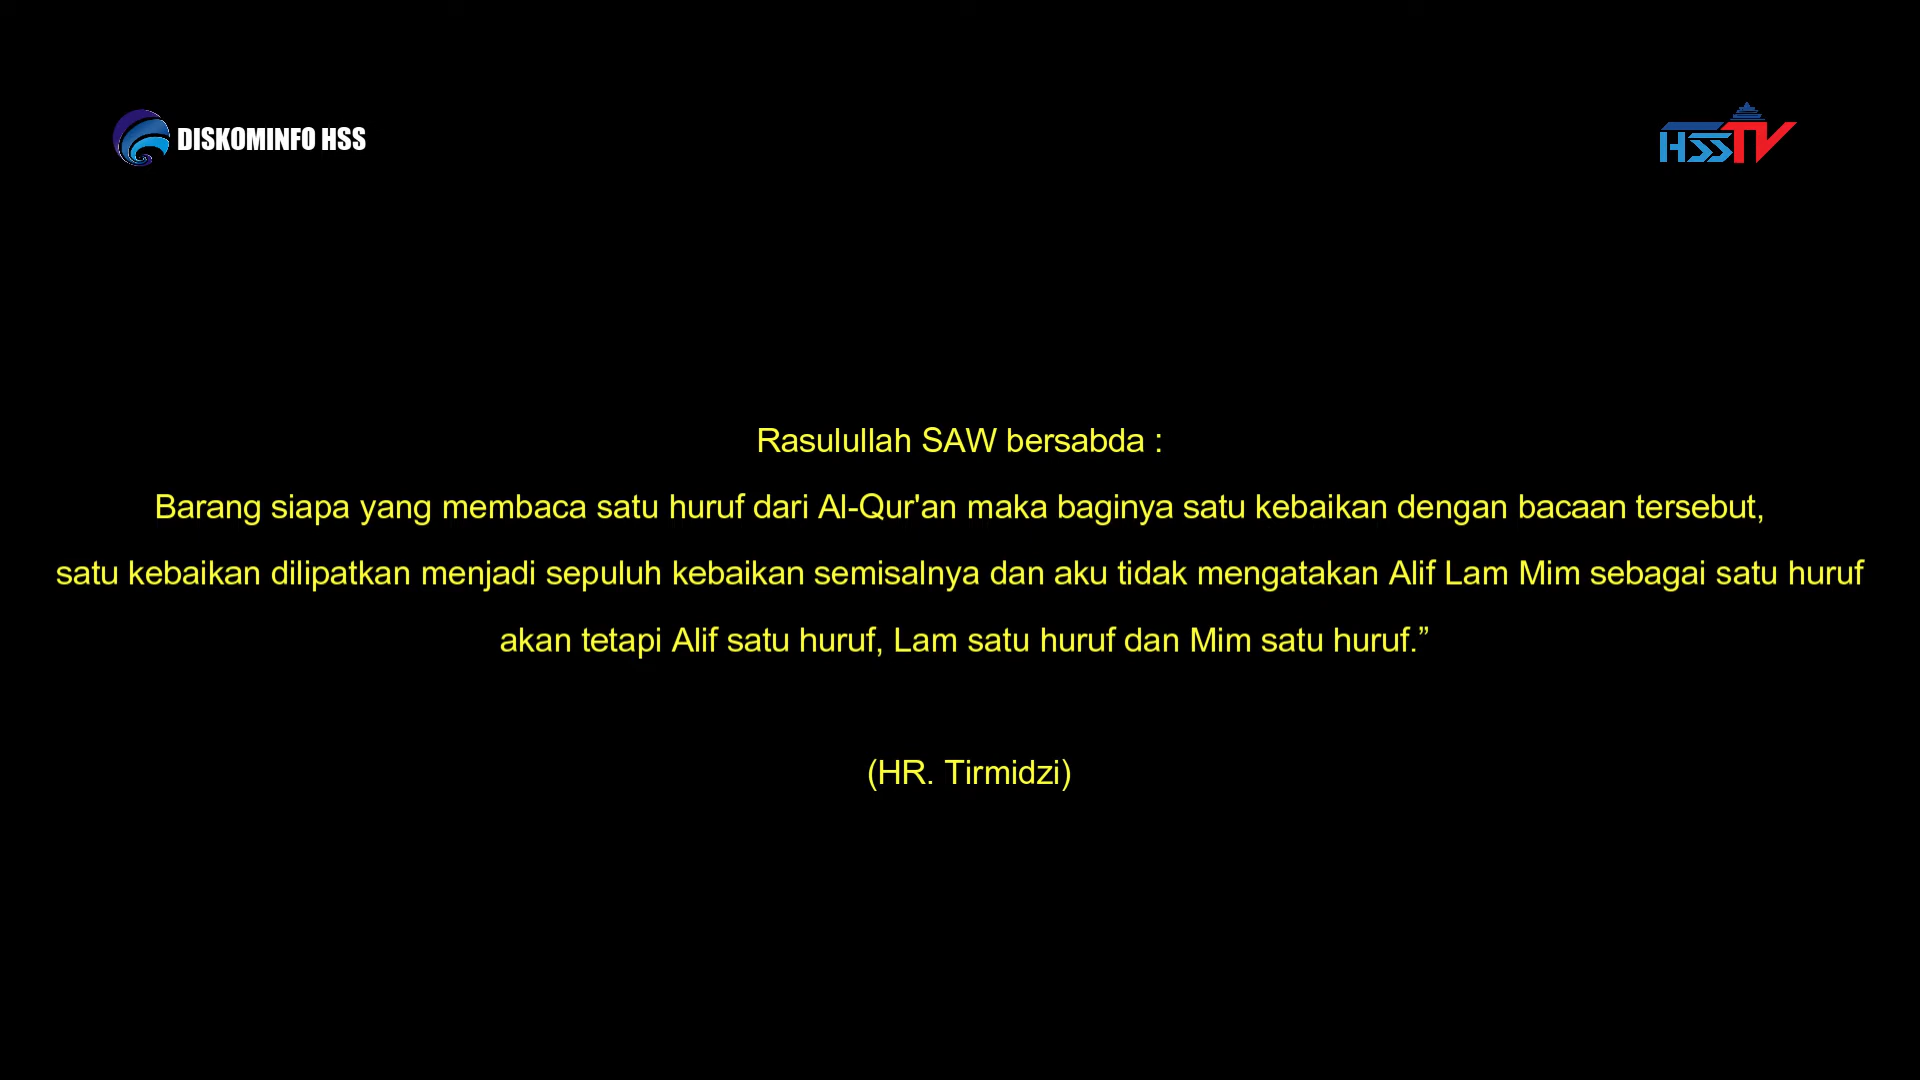 DISKOMINFO HSS
HSSTV
Rasulullah SAW bersabda :
Barang siapa yang membaca satu huruf dari Al-Qur'an maka baginya satu kebaikan dengan bacaan tersebut,
satu kebaikan dilipatkan menjadi sepuluh kebaikan semisalnya dan aku tidak mengatakan Alif Lam Mim sebagai satu huruf
akan tetapi Alif satu huruf, Lam satu huruf dan Mim satu huruf.”
(HR. Tirmidzi)